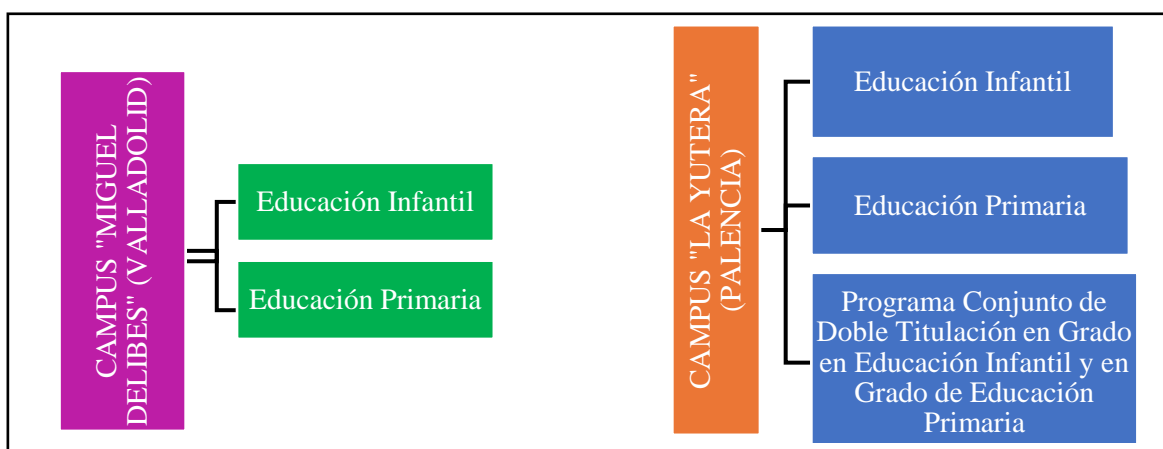 CAMPUS "MIGUEL
DELIBES" (VALLADOLID)
Educación Infantil
Educación Primaria
CAMPUS "LA YUTERA"
(PALENCIA)
Educación Infantil
Educación Primaria
Programa Conjunto de
Doble Titulación en Grado
en Educación Infantil y en
Grado de Educación
Primaria